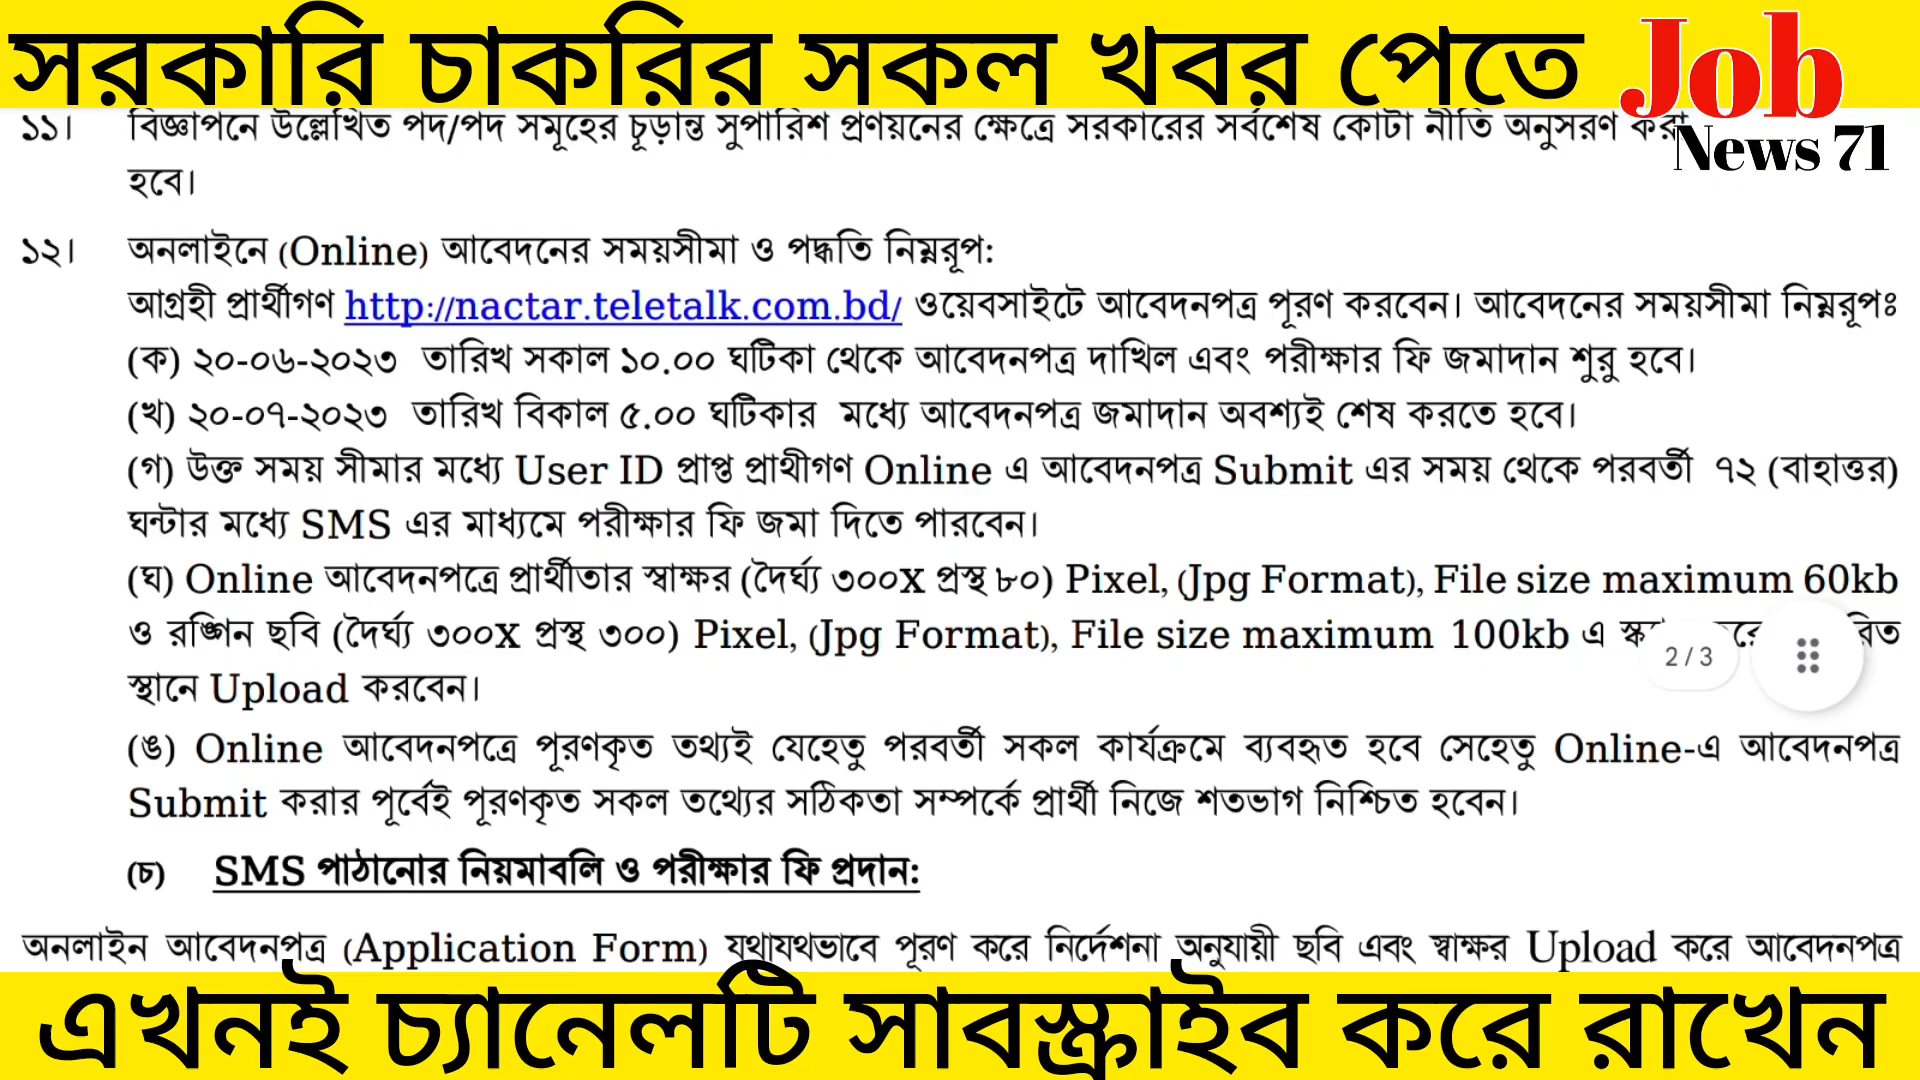 সরকারি চাকরির সকল খবর পেতে
Job
News 71
১১। বিজ্ঞাপনে উল্লেখিত পদ/পদ সমূহের চূড়ান্ত সুপারিশ প্রণয়নের ক্ষেত্রে সরকারের সর্বশেষ কোটা নীতি অনুসরণ করা
হবে।
১২। অনলাইনে (Online) আবেদনের সময়সীমা ও পদ্ধতি নিম্নরূপ:
আগ্রহী প্রার্থীগণ http://nactar.teletalk.com.bd/ ওয়েবসাইটে আবেদনপত্র পূরণ করবেন। আবেদনের সময়সীমা নিম্নরূপঃ
(ক) ২০-০৬-২০২৩ তারিখ সকাল ১০.০০ ঘটিকা থেকে আবেদনপত্র দাখিল এবং পরীক্ষার ফি জমাদান শুরু হবে।
(খ) ২০-০৭-২০২৩ তারিখ বিকাল ৫.০০ ঘটিকার মধ্যে আবেদনপত্র জমাদান অবশ্যই শেষ করতে হবে।
(গ) উক্ত সময় সীমার মধ্যে User ID প্রাপ্ত প্রাথীগণ Online এ আবেদনপত্র Submit এর সময় থেকে পরবর্তী ৭২ (বাহাত্তর)
ঘন্টার মধ্যে SMS এর মাধ্যমে পরীক্ষার ফি জমা দিতে পারবেন।
(ঘ) Online আবেদনপত্রে প্রার্থীতার স্বাক্ষর (দৈর্ঘ্য ৩০০X প্রস্থ ৮০) Pixel, (Jpg Format), File size maximum 60kb
ও রঙ্গিন ছবি (দৈর্ঘ্য ৩০০X প্রস্থ ৩০০) Pixel, (Jpg Format), File size maximum 100kb এ
2 / 3
স্থানে Upload করবেন।
(ঙ) Online আবেদনপত্রে পূরণকৃত তথ্যই যেহেতু পরবর্তী সকল কার্যক্রমে ব্যবহৃত হবে সেহেতু Online-এ আবেদনপত্র
Submit করার পূর্বেই পূরণকৃত সকল তথ্যের সঠিকতা সম্পর্কে প্রার্থী নিজে শতভাগ নিশ্চিত হবেন।
(চ) SMS পাঠানোর নিয়মাবলি ও পরীক্ষার ফি প্রদান:
অনলাইন আবেদনপত্র (Application Form) যথাযথভাবে পূরণ করে নির্দেশনা অনুযায়ী ছবি এবং স্বাক্ষর Upload করে আবেদনপত্র
এখনই চ্যানেলটি সাবস্ক্রাইব করে রাখেন